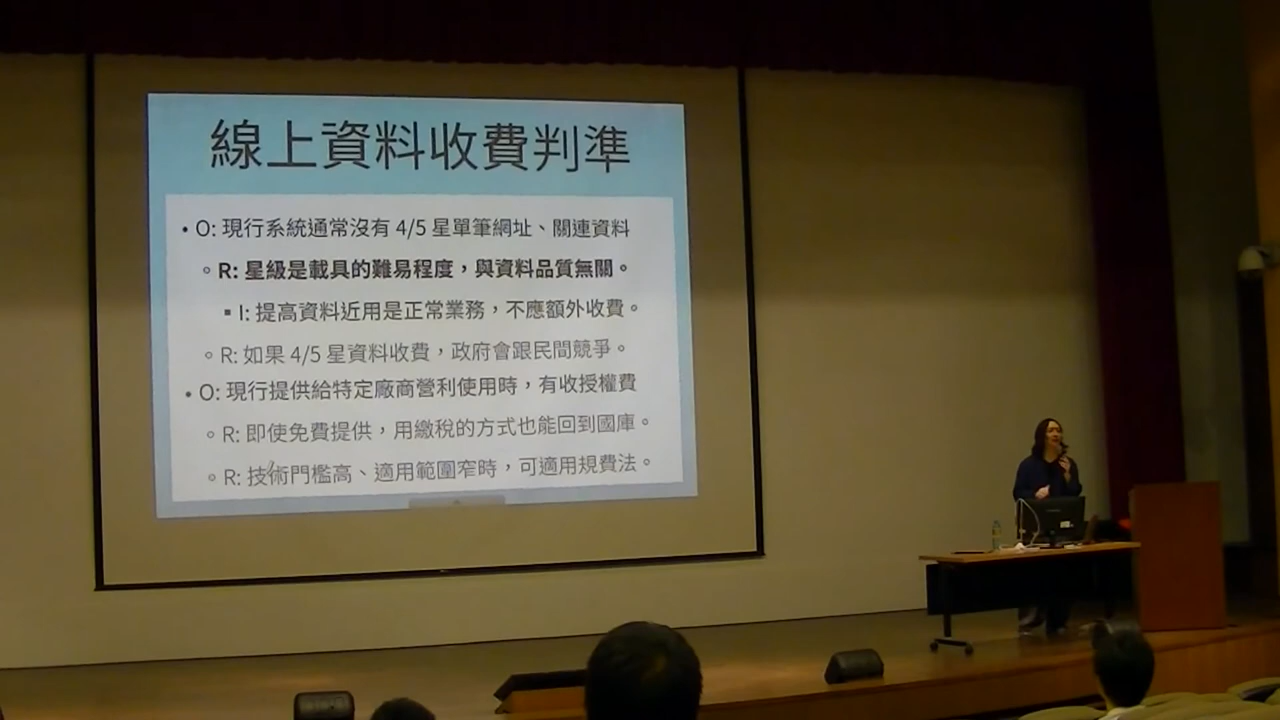 線上資料收費判準
• O: 現行系統通常沒有 4/5 星單筆網址、關連資料
◦ R: 星級是載具的難易程度，與資料品質無關。
▪ I: 提高資料近用是正常業務，不應額外收費。
◦ R: 如果 4/5 星資料收費，政府會跟民間競爭。
• O: 現行提供給特定廠商營利使用時，有收授權費
◦ R: 即使免費提供，用繳稅的方式也能回到國庫。
◦ R: 技術門檻高、適用範圍窄時，可適用規費法。